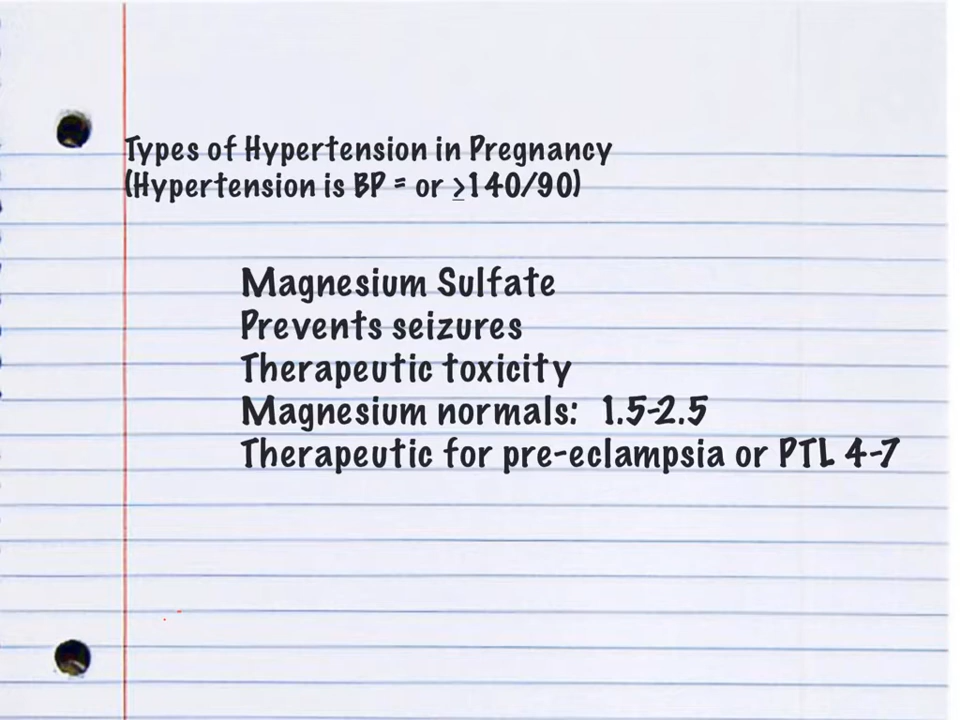 Types of Hypertension in Pregnancy
(Hypertension is BP = or ≥140/90)
Magnesium Sulfate
Prevents seizures
Therapeutic toxicity
Magnesium normals: 1.5-2.5
Therapeutic for pre-eclampsia or PTL 4-7